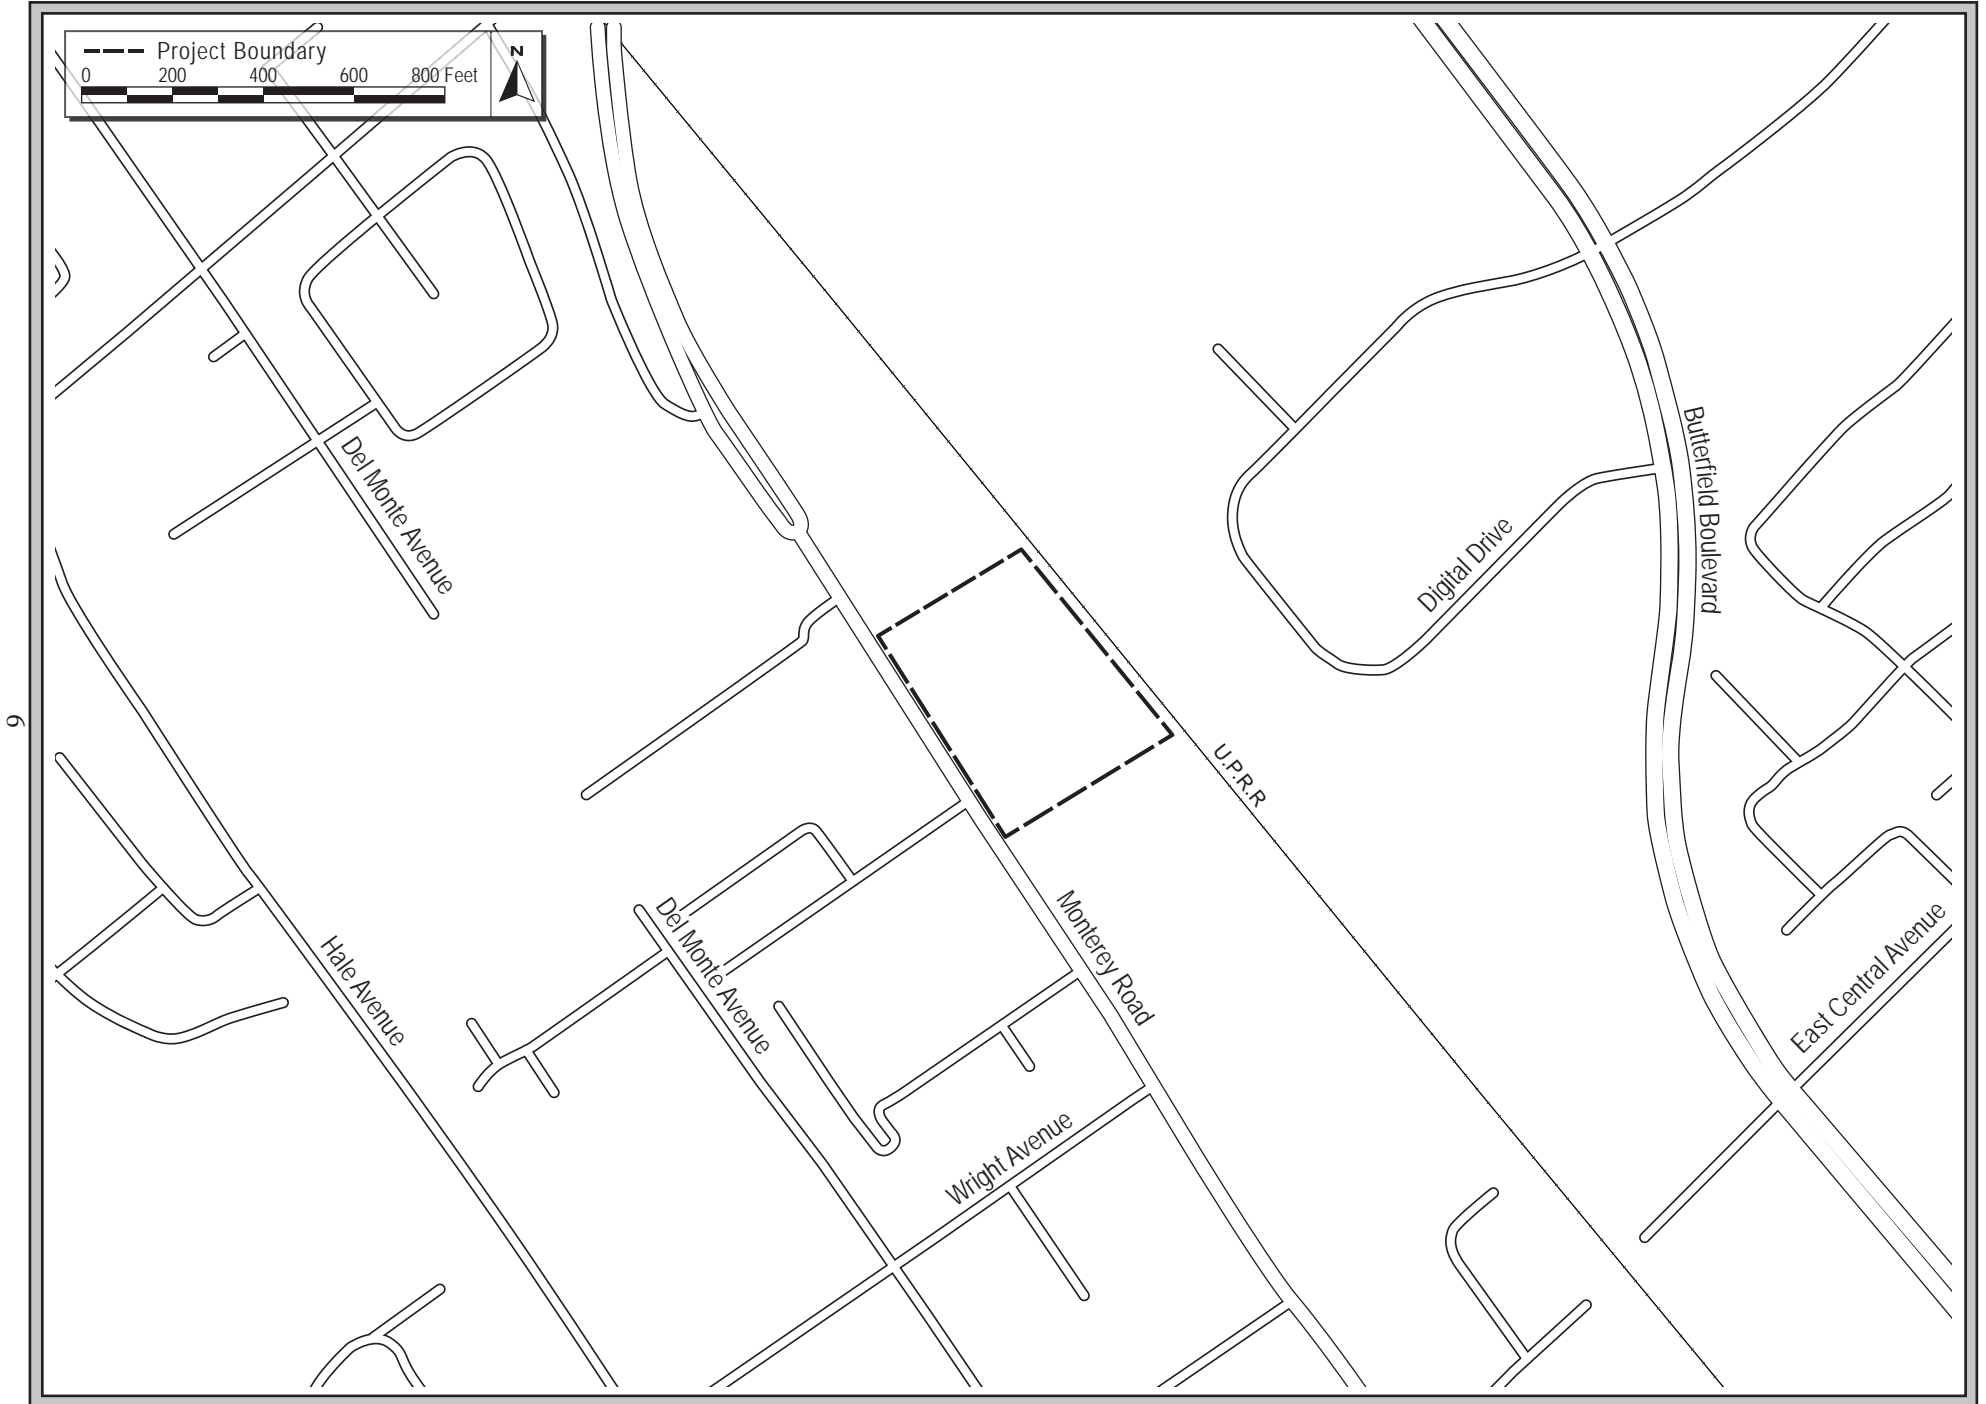 Project Boundary
N
0 200 400 600 800 Feet
Del Monte Avenue
Butterfield Boulevard
Digital Drive
U.P.R.R
6
Del Monte Avenue
Monterey Road
Hale Avenue
East Central Avenue
Wright Avenue